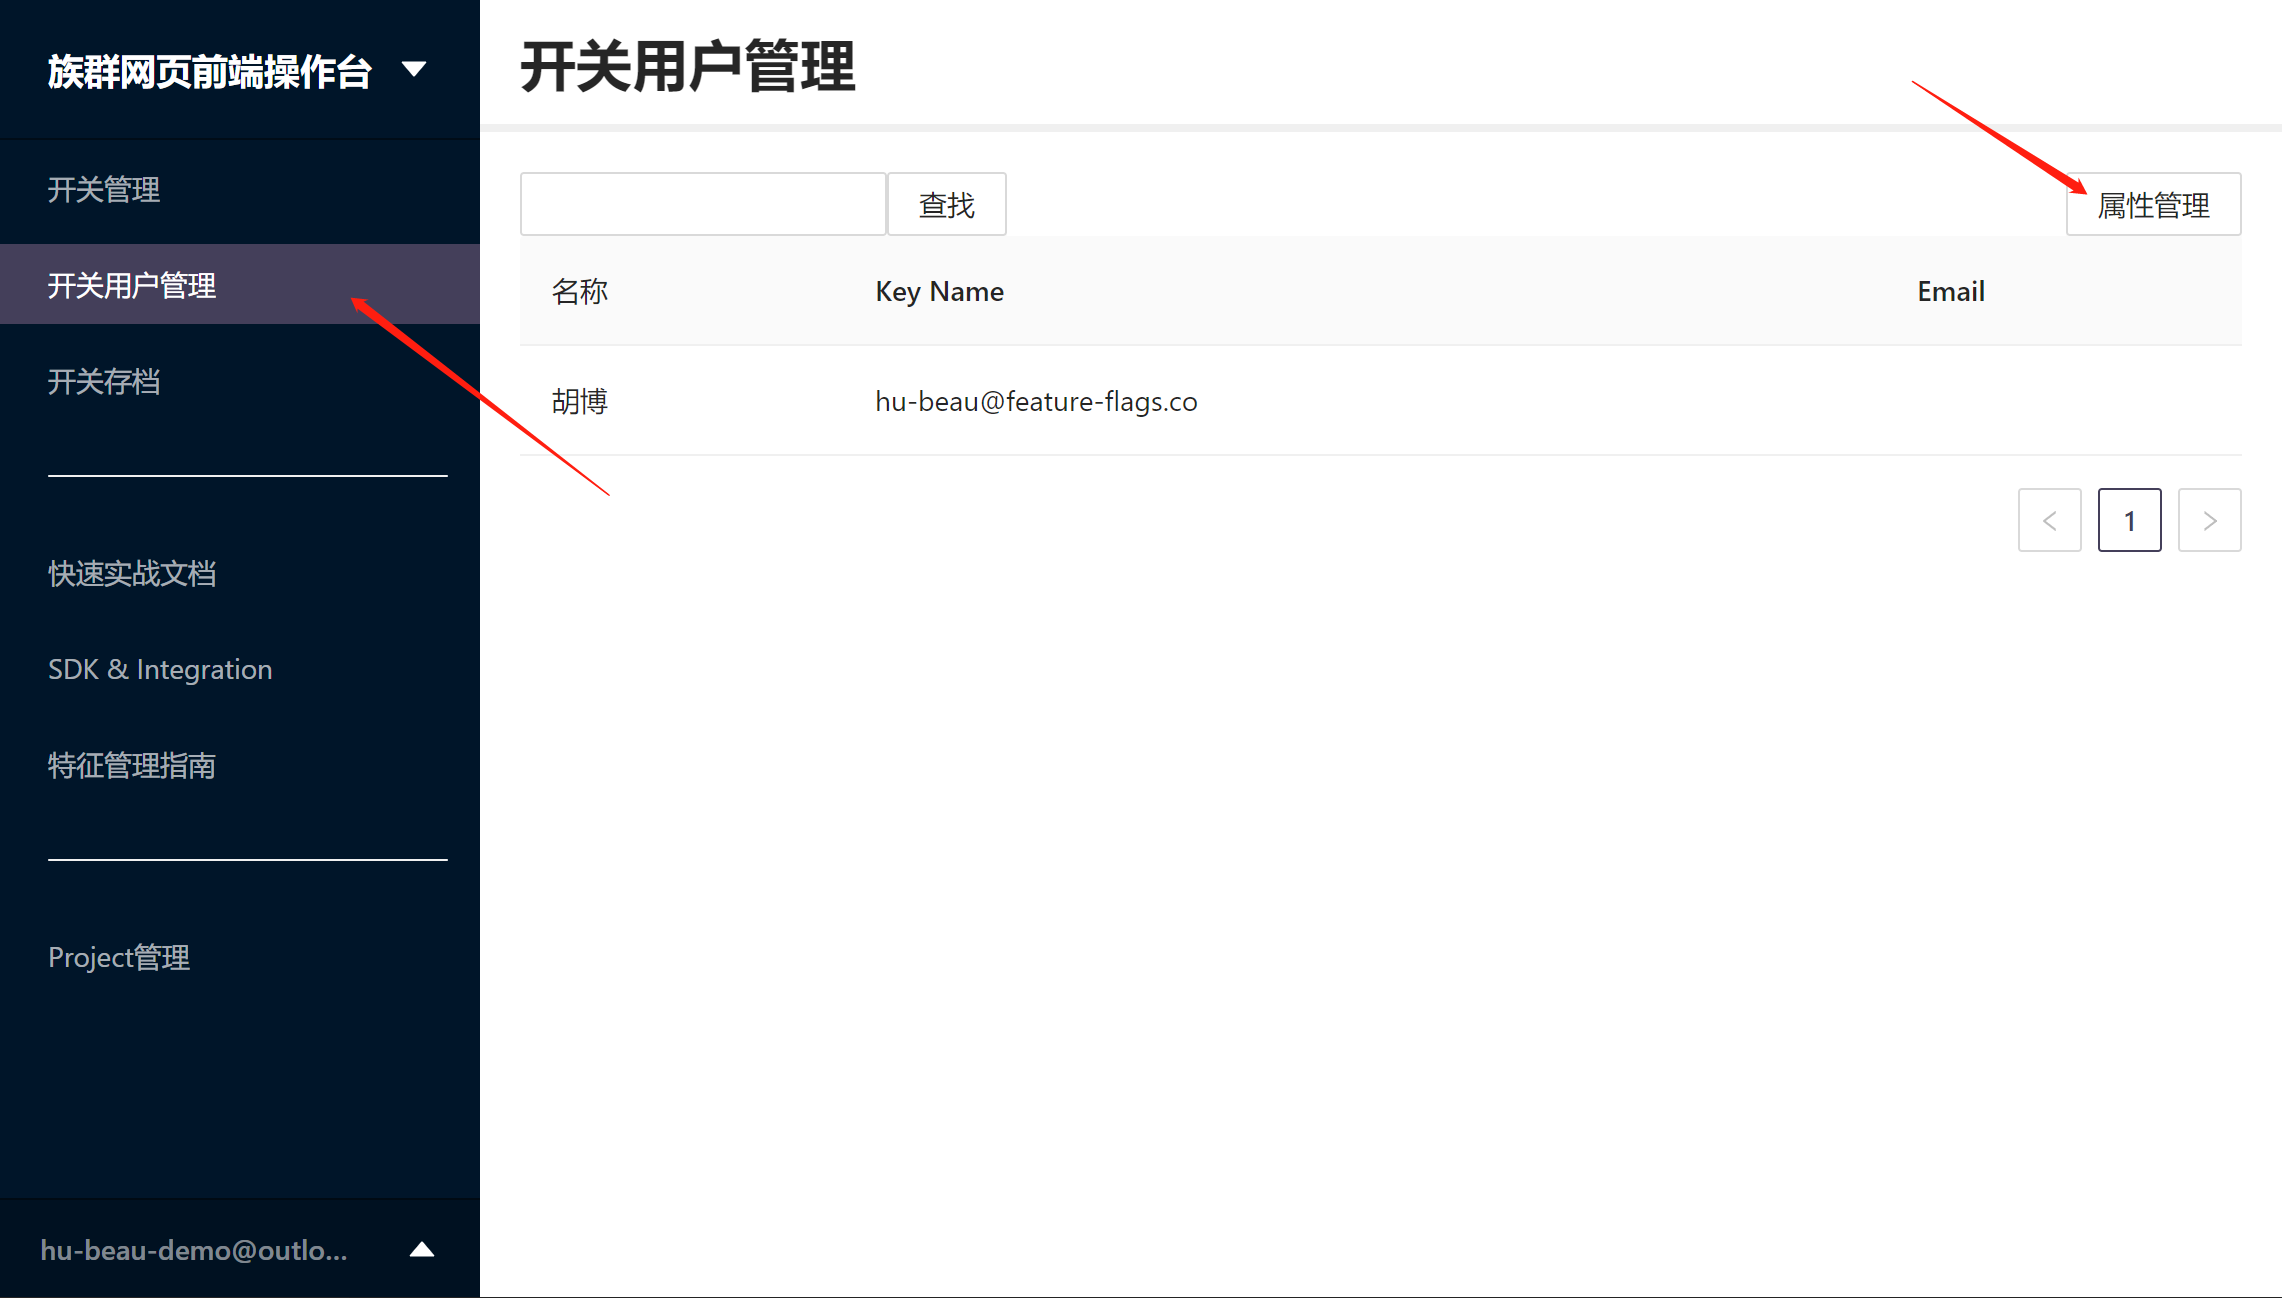 族群网页前端操作台
开关管理
开关用户管理
开关存档
快速实战文档
SDK & Integration
特征管理指南
Project管理
hu-beau-demo@outlo...
开关用户管理
查找
属性管理
名称 Key Name Email
胡博 hu-beau@feature-flags.co
< 1 >